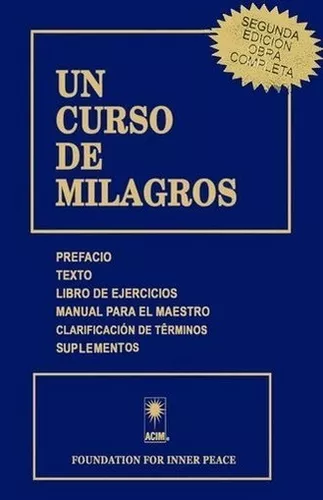 SEGUNDA
EDICIÓN
OBRA
COMPLETA
UN
CURSO
DE
MILAGROS
PREFACIO
TEXTO
LIBRO DE EJERCICIOS
MANUAL PARA EL MAESTRO
CLARIFICACIÓN DE TÉRMINOS
SUPLEMENTOS
ACIM®
FOUNDATION FOR INNER PEACE